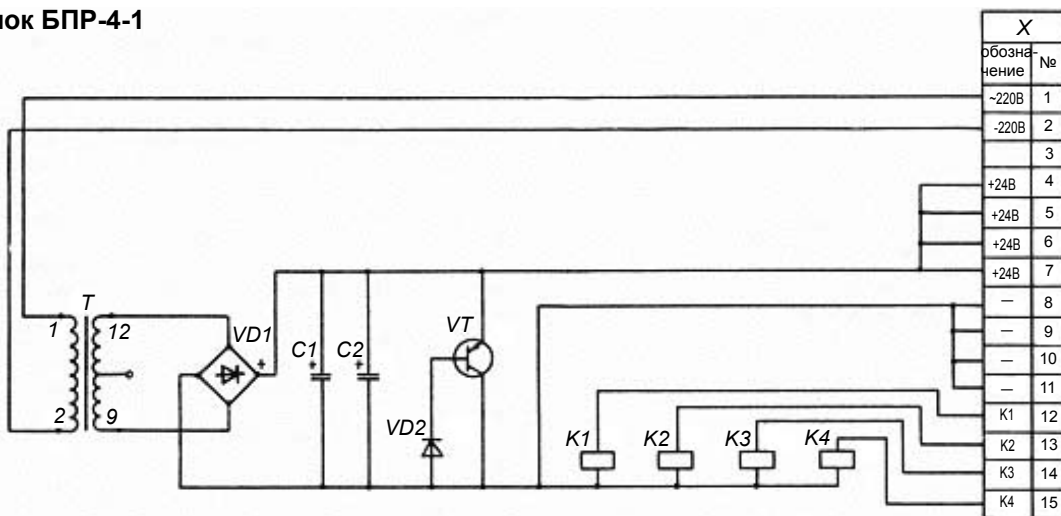 лок БПР-4-1
X
обозна-
чение №
~220В 1
-220В 2
3
+24В 4
+24В 5
+24В 6
+24В 7
– 8
– 9
– 10
– 11
К1 12
К2 13
К3 14
К4 15
T
1 12
2 9
VD1
+
C1
+
C2
+
VT
VD2
K1 K2 K3 K4